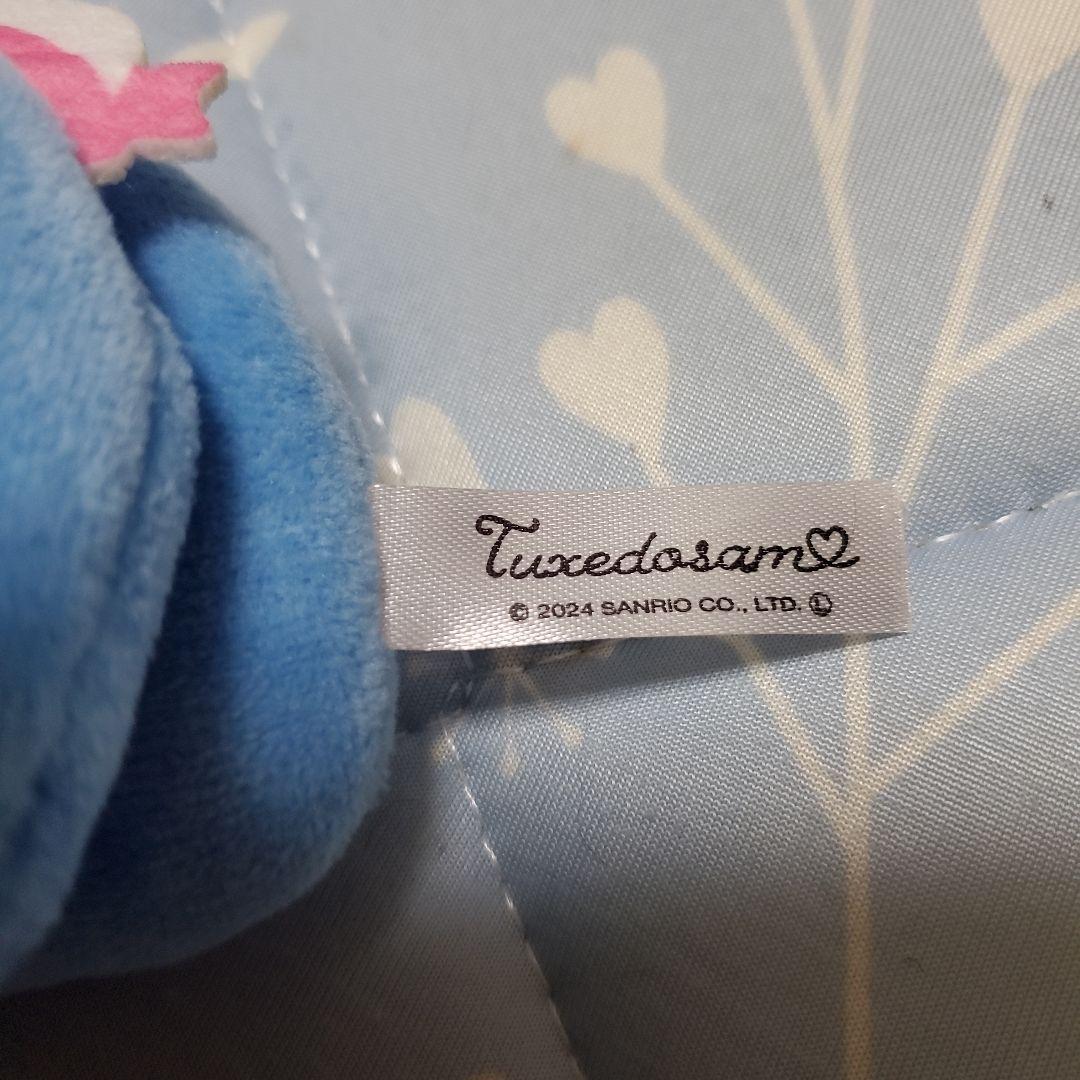 Tuxedosam♡
© 2024 SANRIO CO., LTD. Ⓛ